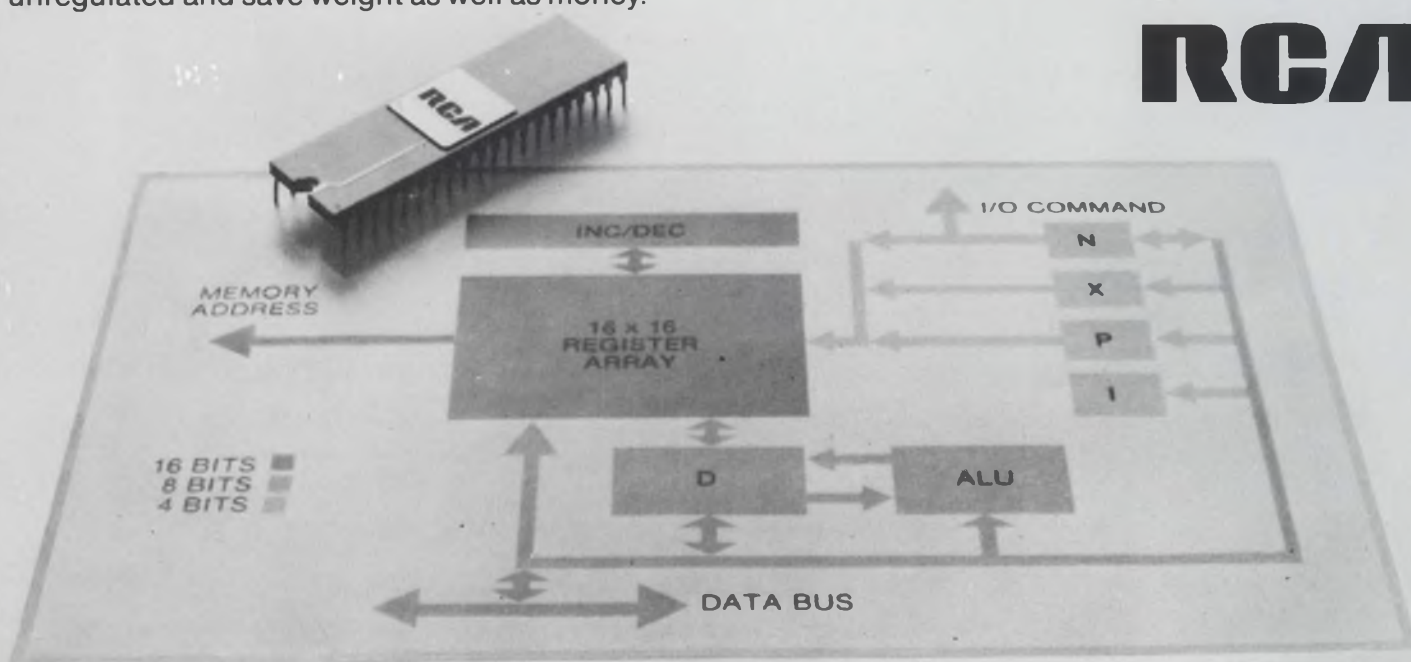 unregulated and save weight as well as money.
RCA
RCA
I/O COMMAND
INC/DEC
N
MEMORY
ADDRESS
X
16 x 16
REGISTER
ARRAY
P
I
16 BITS
8 BITS
4 BITS
D
ALU
DATA BUS